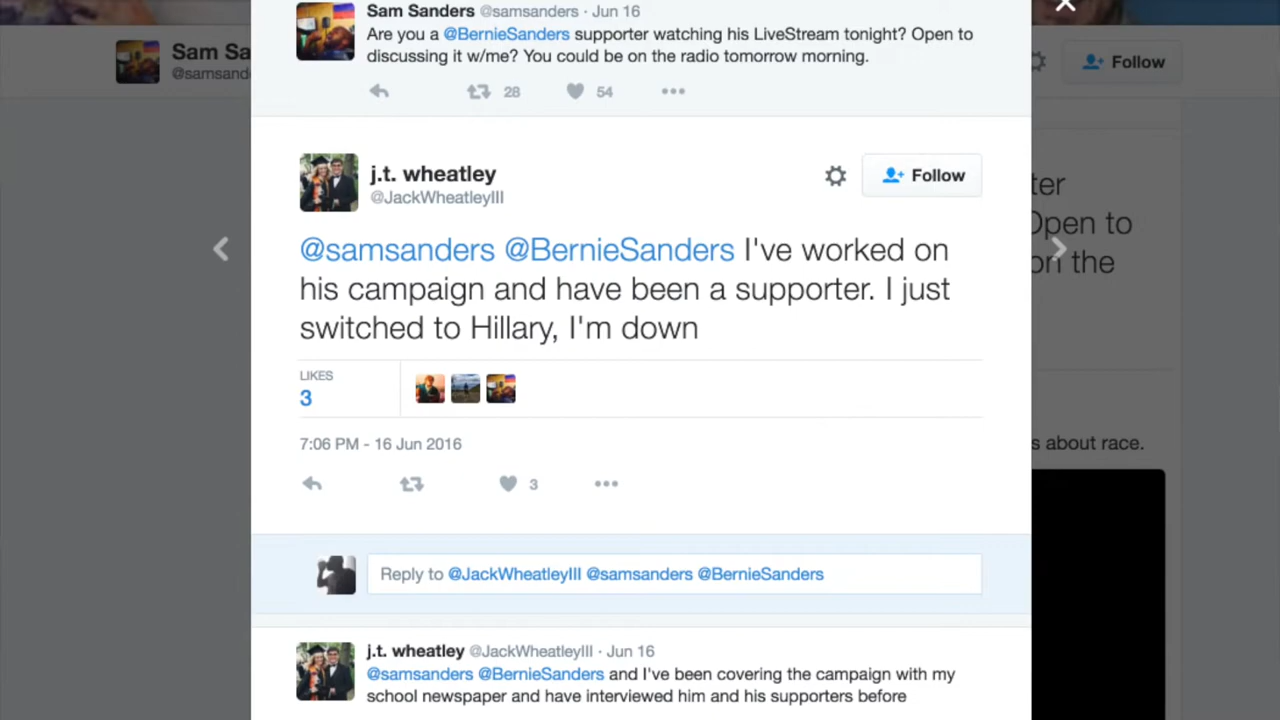 Sam Sanders @samsanders · Jun 16
Are you a @BernieSanders supporter watching his LiveStream tonight? Open to
discussing it w/me? You could be on the radio tomorrow morning.
28 54
Sam Sa
@samsand
Follow
j.t. wheatley
@JackWheatleyIII
Follow
@samsanders @BernieSanders I've worked on
his campaign and have been a supporter. I just
switched to Hillary, I'm down
ter
Open to
on the
LIKES
3
7:06 PM - 16 Jun 2016
3
s about race.
Reply to @JackWheatleyIII @samsanders @BernieSanders
j.t. wheatley @JackWheatleyIII · Jun 16
@samsanders @BernieSanders and I've been covering the campaign with my
school newspaper and have interviewed him and his supporters before